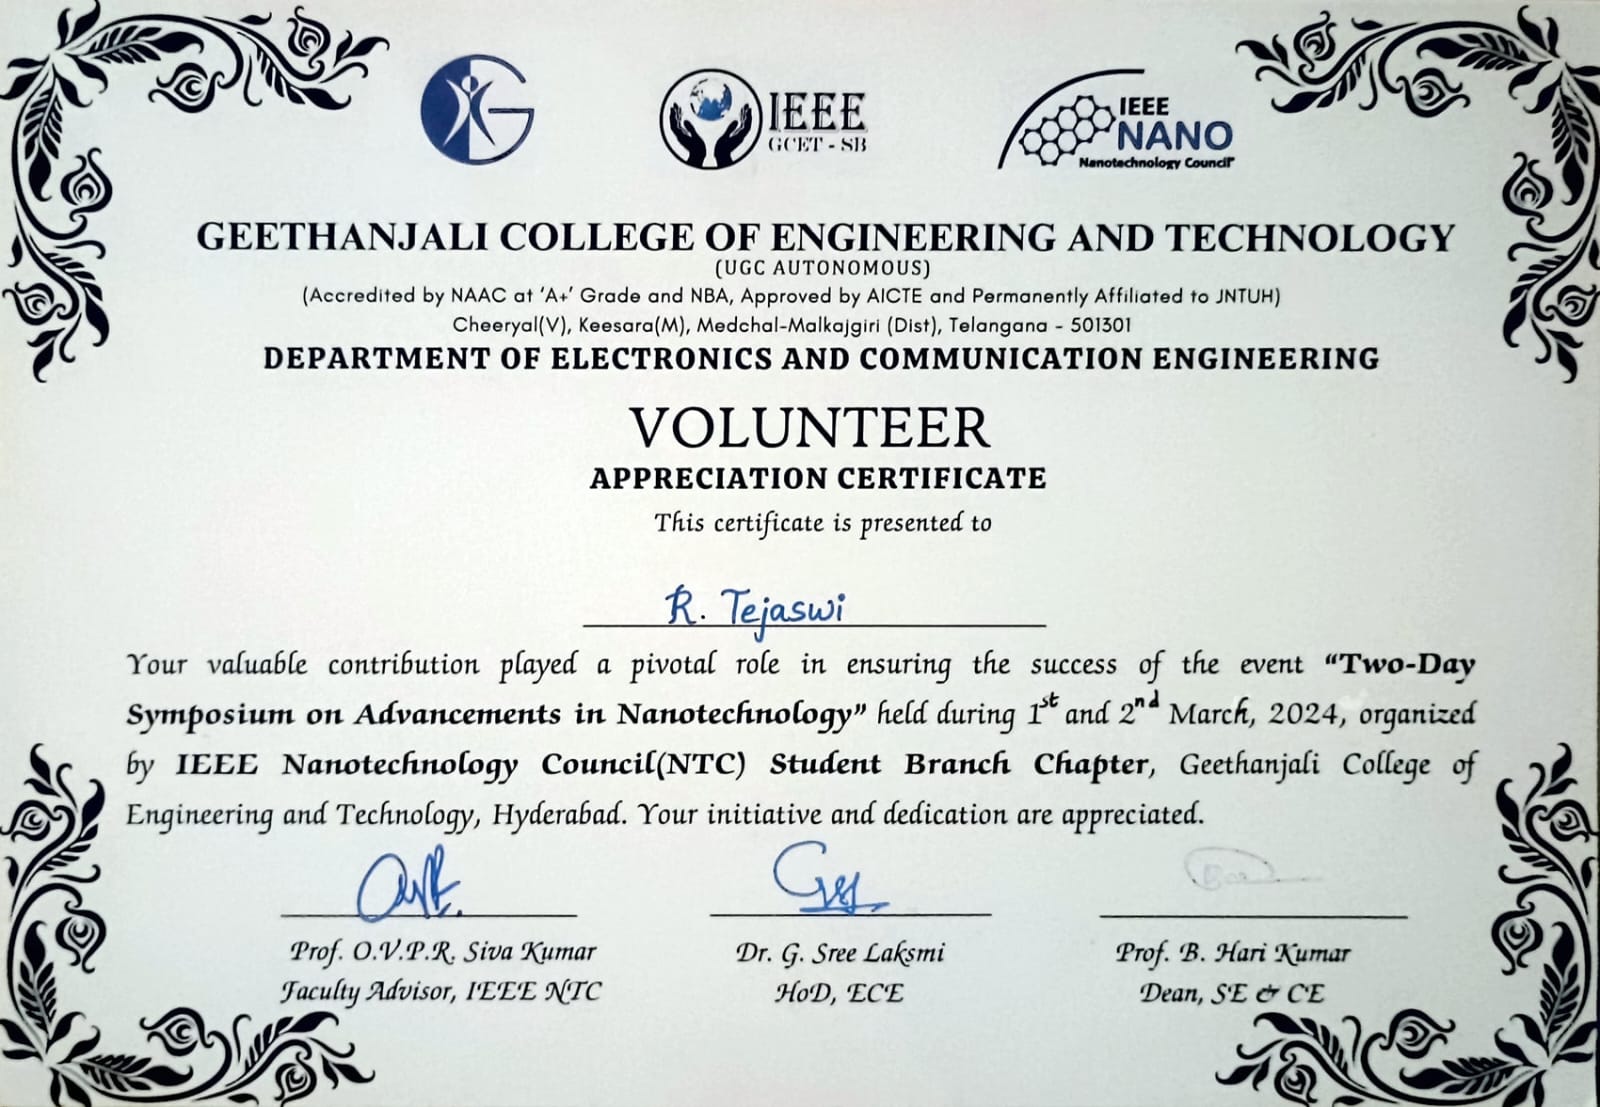 G
IEEE
GCET - SB
IEEE
NANO
Nanotechnology Council
GEETHANJALI COLLEGE OF ENGINEERING AND TECHNOLOGY
(UGC AUTONOMOUS)
(Accredited by NAAC at ‘A+’ Grade and NBA, Approved by AICTE and Permanently Affiliated to JNTUH)
Cheeryal(V), Keesara(M), Medchal-Malkajgiri (Dist), Telangana - 501301
DEPARTMENT OF ELECTRONICS AND COMMUNICATION ENGINEERING
VOLUNTEER
APPRECIATION CERTIFICATE
This certificate is presented to
R. Tejaswi
Your valuable contribution played a pivotal role in ensuring the success of the event “Two-Day
Symposium on Advancements in Nanotechnology” held during 1st and 2nd March, 2024, organized
by IEEE Nanotechnology Council(NTC) Student Branch Chapter, Geethanjali College of
Engineering and Technology, Hyderabad. Your initiative and dedication are appreciated.
Prof. O.V.P.R. Siva Kumar
Faculty Advisor, IEEE NTC
Dr. G. Sree Laksmi
HoD, ECE
Prof. B. Hari Kumar
Dean, SE & CE